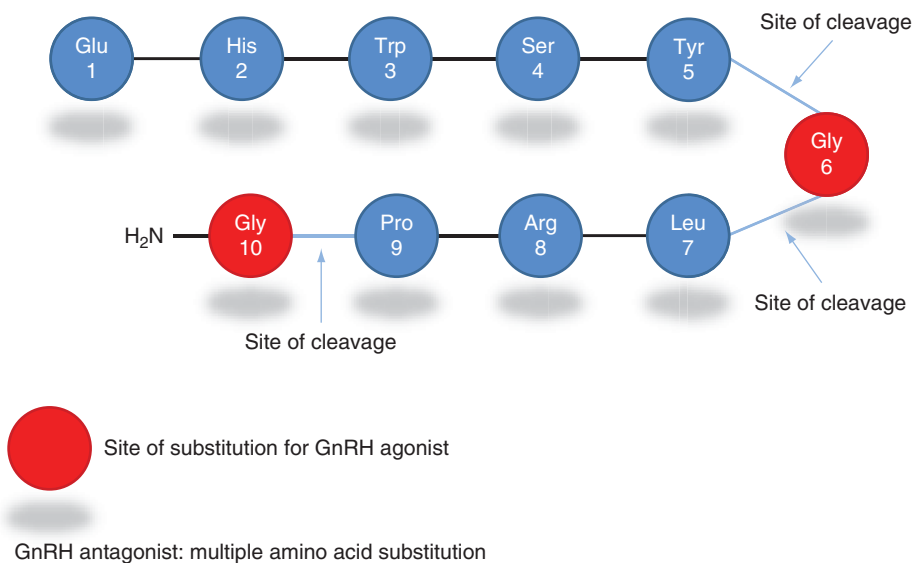 Site of cleavage
Glu
1
His
2
Trp
3
Ser
4
Tyr
5
Gly
6
H₂N
Gly
10
Pro
9
Arg
8
Leu
7
Site of cleavage
Site of cleavage
Site of substitution for GnRH agonist
GnRH antagonist: multiple amino acid substitution